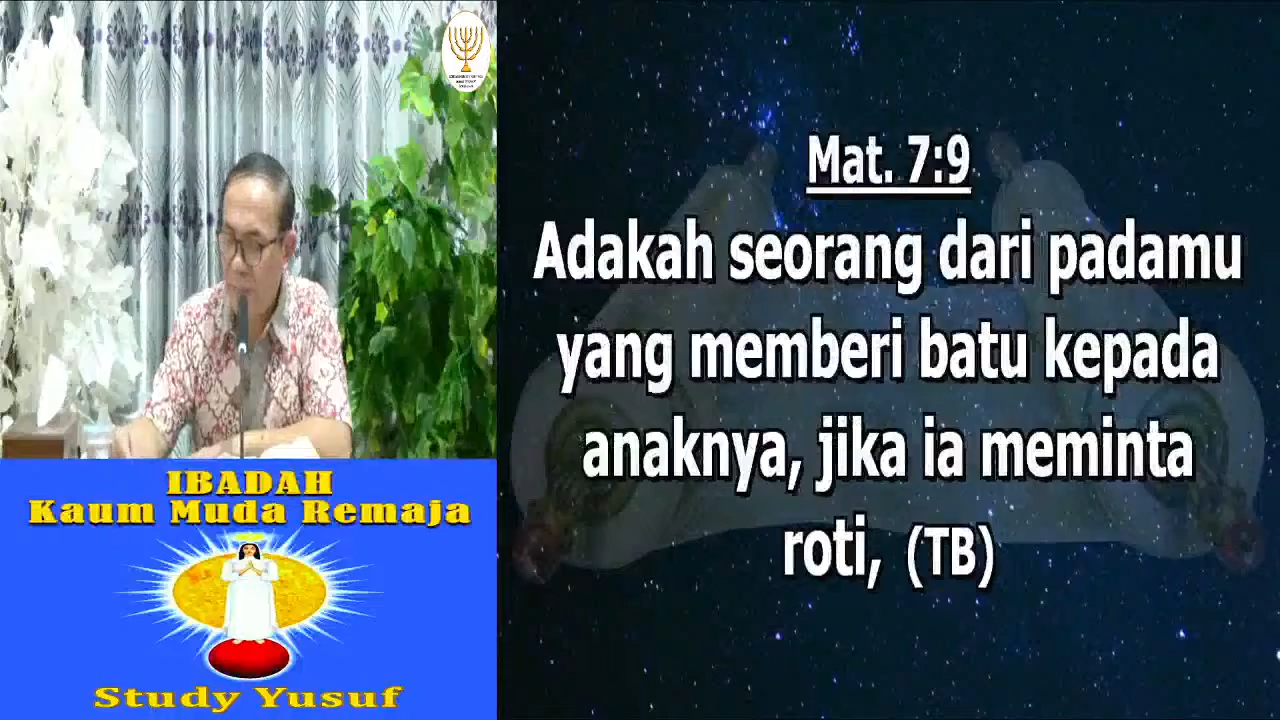 IBADAH
Kaum Muda Remaja
Study Yusuf
Mat. 7:9
Adakah seorang dari padamu
yang memberi batu kepada
anaknya, jika ia meminta
roti, (TB)